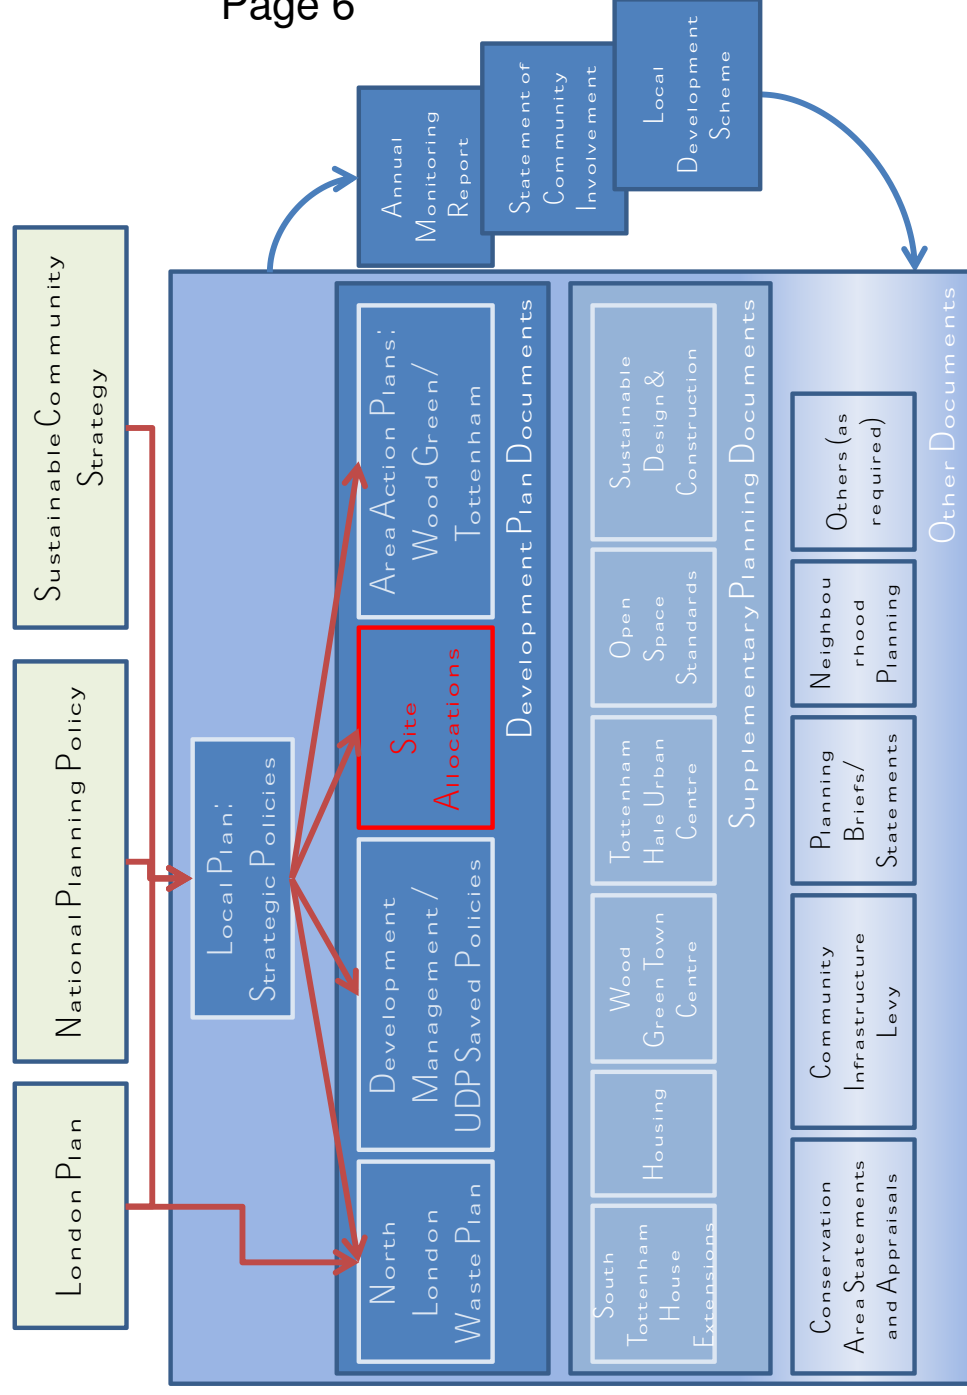 Page 6
London Plan
National Planning Policy
Sustainable Community
Strategy
Local Plan:
Strategic Policies
North
London
Waste Plan
Development
Management /
UDP Saved Policies
Site
Allocations
Area Action Plans:
Wood Green/
Tottenham
Development Plan Documents
South
Tottenham
House
Extensions
Housing
Wood
Green Town
Centre
Tottenham
Hale Urban
Centre
Open
Space
Standards
Sustainable
Design &
Construction
Supplementary Planning Documents
Conservation
Area Statements
and Appraisals
Community
Infrastructure
Levy
Planning
Briefs/
Statements
Neighbou
rhood
Planning
Others (as
required)
Other Documents
Annual
Monitoring
Report
Statement of
Community
Involvement
Local
Development
Scheme